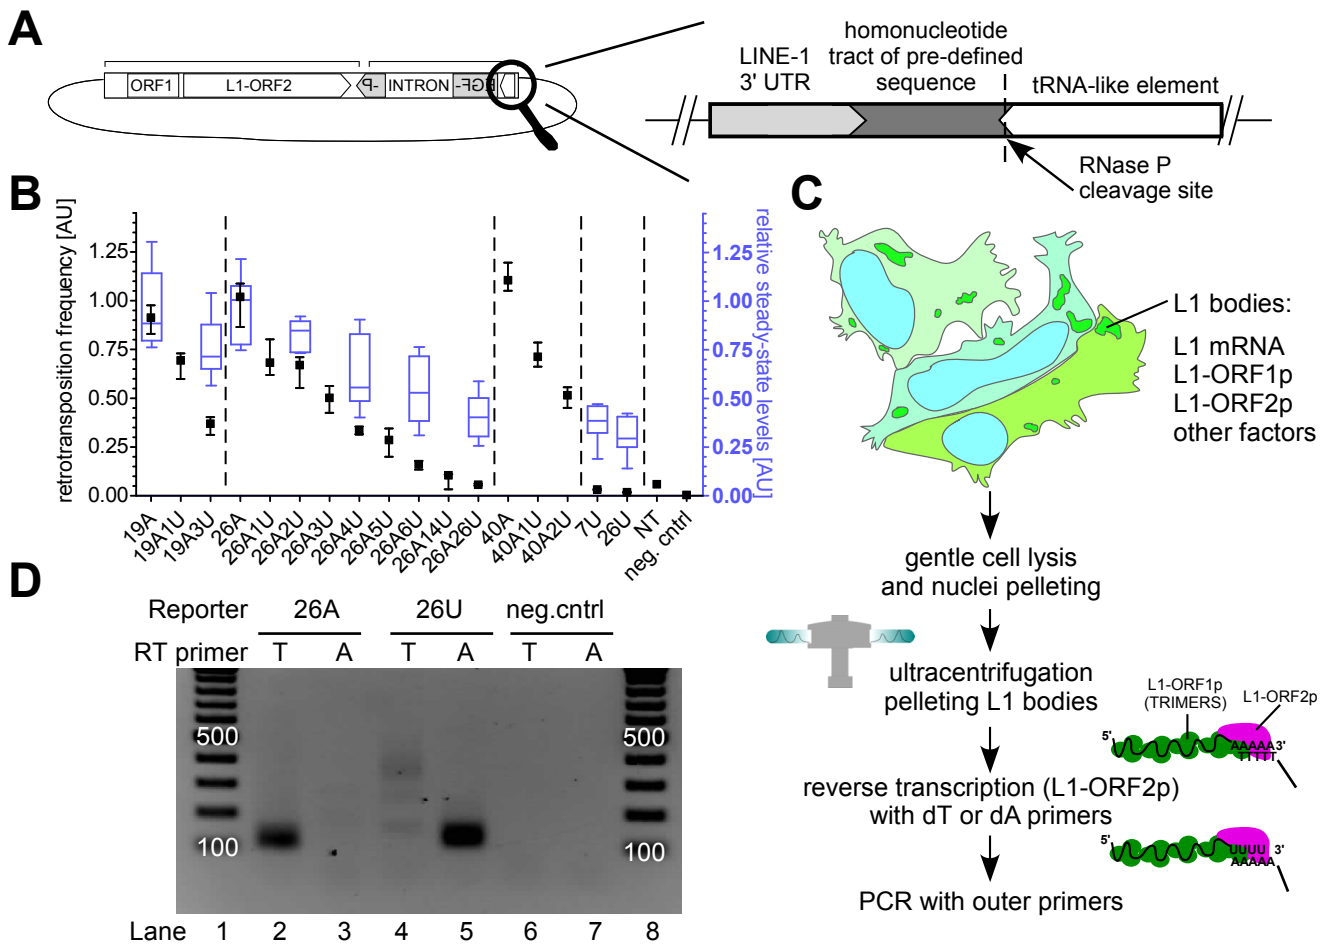 A
ORF1
L1-ORF2
-P
INTRON
EGF-
LINE-1
3' UTR
homonucleotide
tract of pre-defined
sequence
tRNA-like element
RNase P
cleavage site
B
retrotransposition frequency [AU]
1.25
1.00
0.75
0.50
0.25
0.00
relative steady-state levels [AU]
1.25
1.00
0.75
0.50
0.25
0.00
19A
19A1U
19A3U
26A
26A1U
26A2U
26A3U
26A4U
26A5U
26A6U
26A14U
26A26U
40A
40A1U
40A2U
7U
26U
NT
neg. cntrl
C
L1 bodies:
L1 mRNA
L1-ORF1p
L1-ORF2p
other factors
gentle cell lysis
and nuclei pelleting
ultracentrifugation
pelleting L1 bodies
reverse transcription (L1-ORF2p)
with dT or dA primers
PCR with outer primers
L1-ORF1p
(TRIMERS)
L1-ORF2p
5'
AAAAA3'
TTTTT
5'
UUUU 3'
AAAAA
D
Reporter 26A 26U neg.cntrl
RT primer T A T A T A
500 500
100 100
Lane 1 2 3 4 5 6 7 8